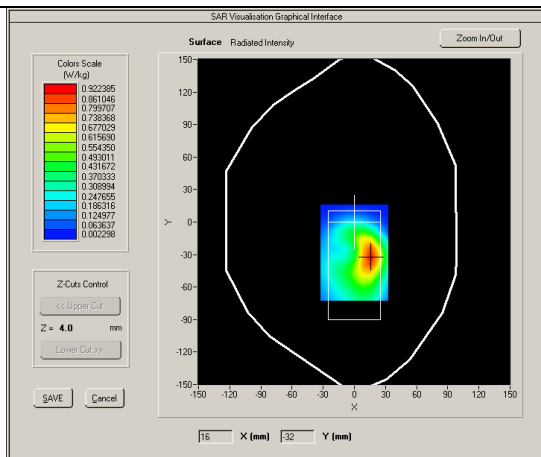 SAR Visualisation Graphical Interface
Surface Radiated Intensity
Zoom In/Out
Colors Scale
(W/kg)
0.922385
0.861046
0.799707
0.738368
0.677029
0.615690
0.554350
0.493011
0.431672
0.370333
0.308994
0.247655
0.186316
0.124977
0.063637
0.002298
Z-Cuts Control
<< Upper Cut
Z = 4.0 mm
Lower Cut >>
SAVE
Cancel
150-
120-
90-
60-
30-
0-
-30-
-60-
-90-
-120-
-150-
Y
-150 -120 -90 -60 -30 0 30 60 90 120 150
X
16 X (mm) -32 Y (mm)